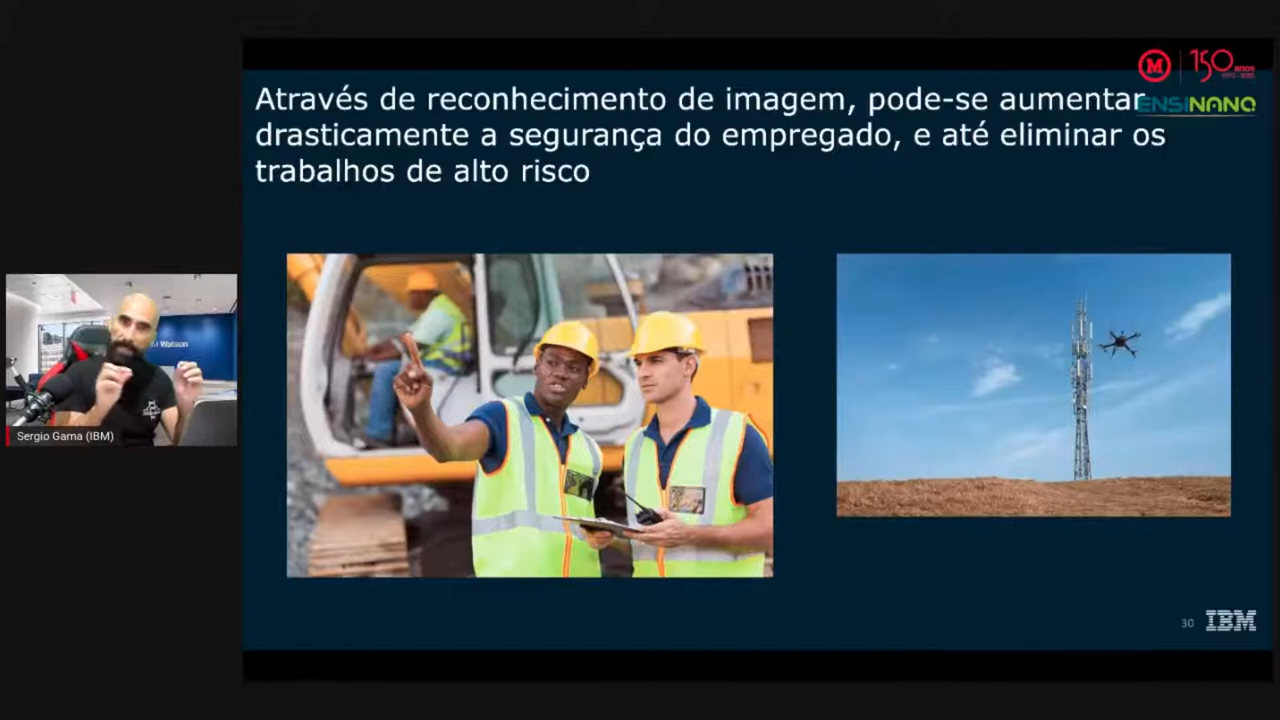 M 150 anos
ENSINANO
Através de reconhecimento de imagem, pode-se aumentar
drasticamente a segurança do empregado, e até eliminar os
trabalhos de alto risco
Watson
Sergio Gama (IBM)
30 IBM